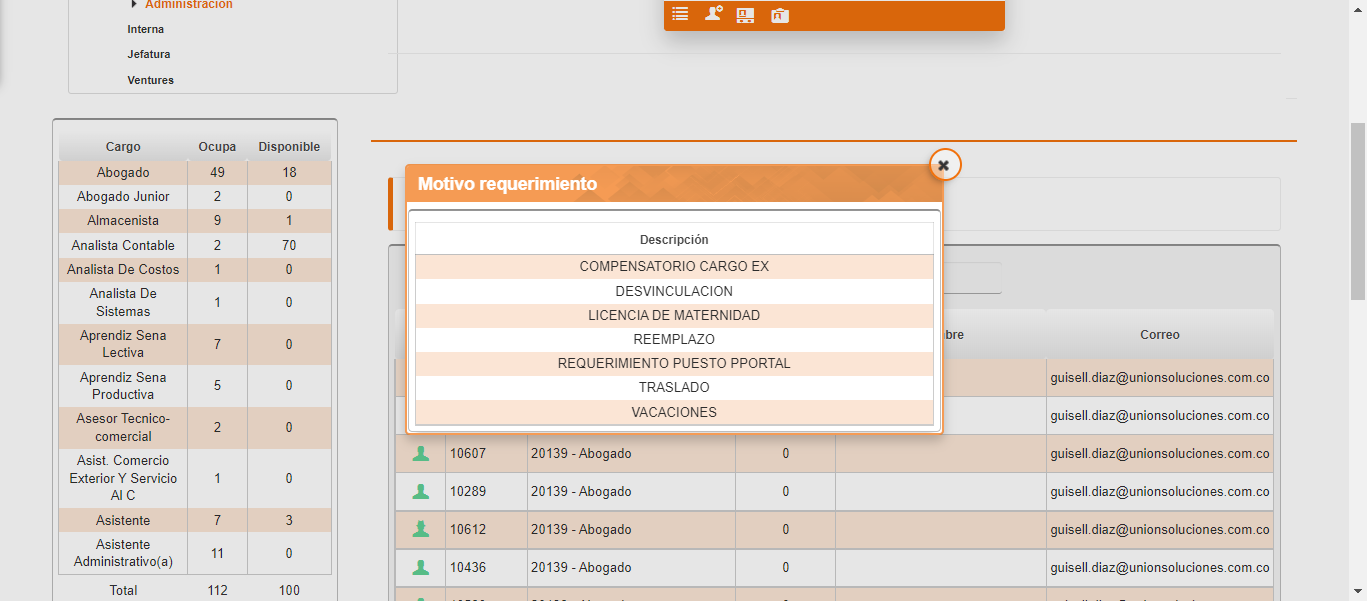 Administración
Interna
Jefatura
Ventures
Cargo Ocupa Disponible
Abogado 49 18
Abogado Junior 2 0
Almacenista 9 1
Analista Contable 2 70
Analista De Costos 1 0
Analista De
Sistemas 1 0
Aprendiz Sena
Lectiva 7 0
Aprendiz Sena
Productiva 5 0
Asesor Tecnico-
comercial 2 0
Asist. Comercio
Exterior Y Servicio 1 0
Al C
Asistente 7 3
Asistente
Administrativo(a) 11 0
Total 112 100
Motivo requerimiento
Descripción
COMPENSATORIO CARGO EX
DESVINCULACION
LICENCIA DE MATERNIDAD
REEMPLAZO
REQUERIMIENTO PUESTO PPORTAL
TRASLADO
VACACIONES
bre Correo
guisell.diaz@unionsoluciones.com.co
guisell.diaz@unionsoluciones.com.co
10607 20139 - Abogado 0 guisell.diaz@unionsoluciones.com.co
10289 20139 - Abogado 0 guisell.diaz@unionsoluciones.com.co
10612 20139 - Abogado 0 guisell.diaz@unionsoluciones.com.co
10436 20139 - Abogado 0 guisell.diaz@unionsoluciones.com.co